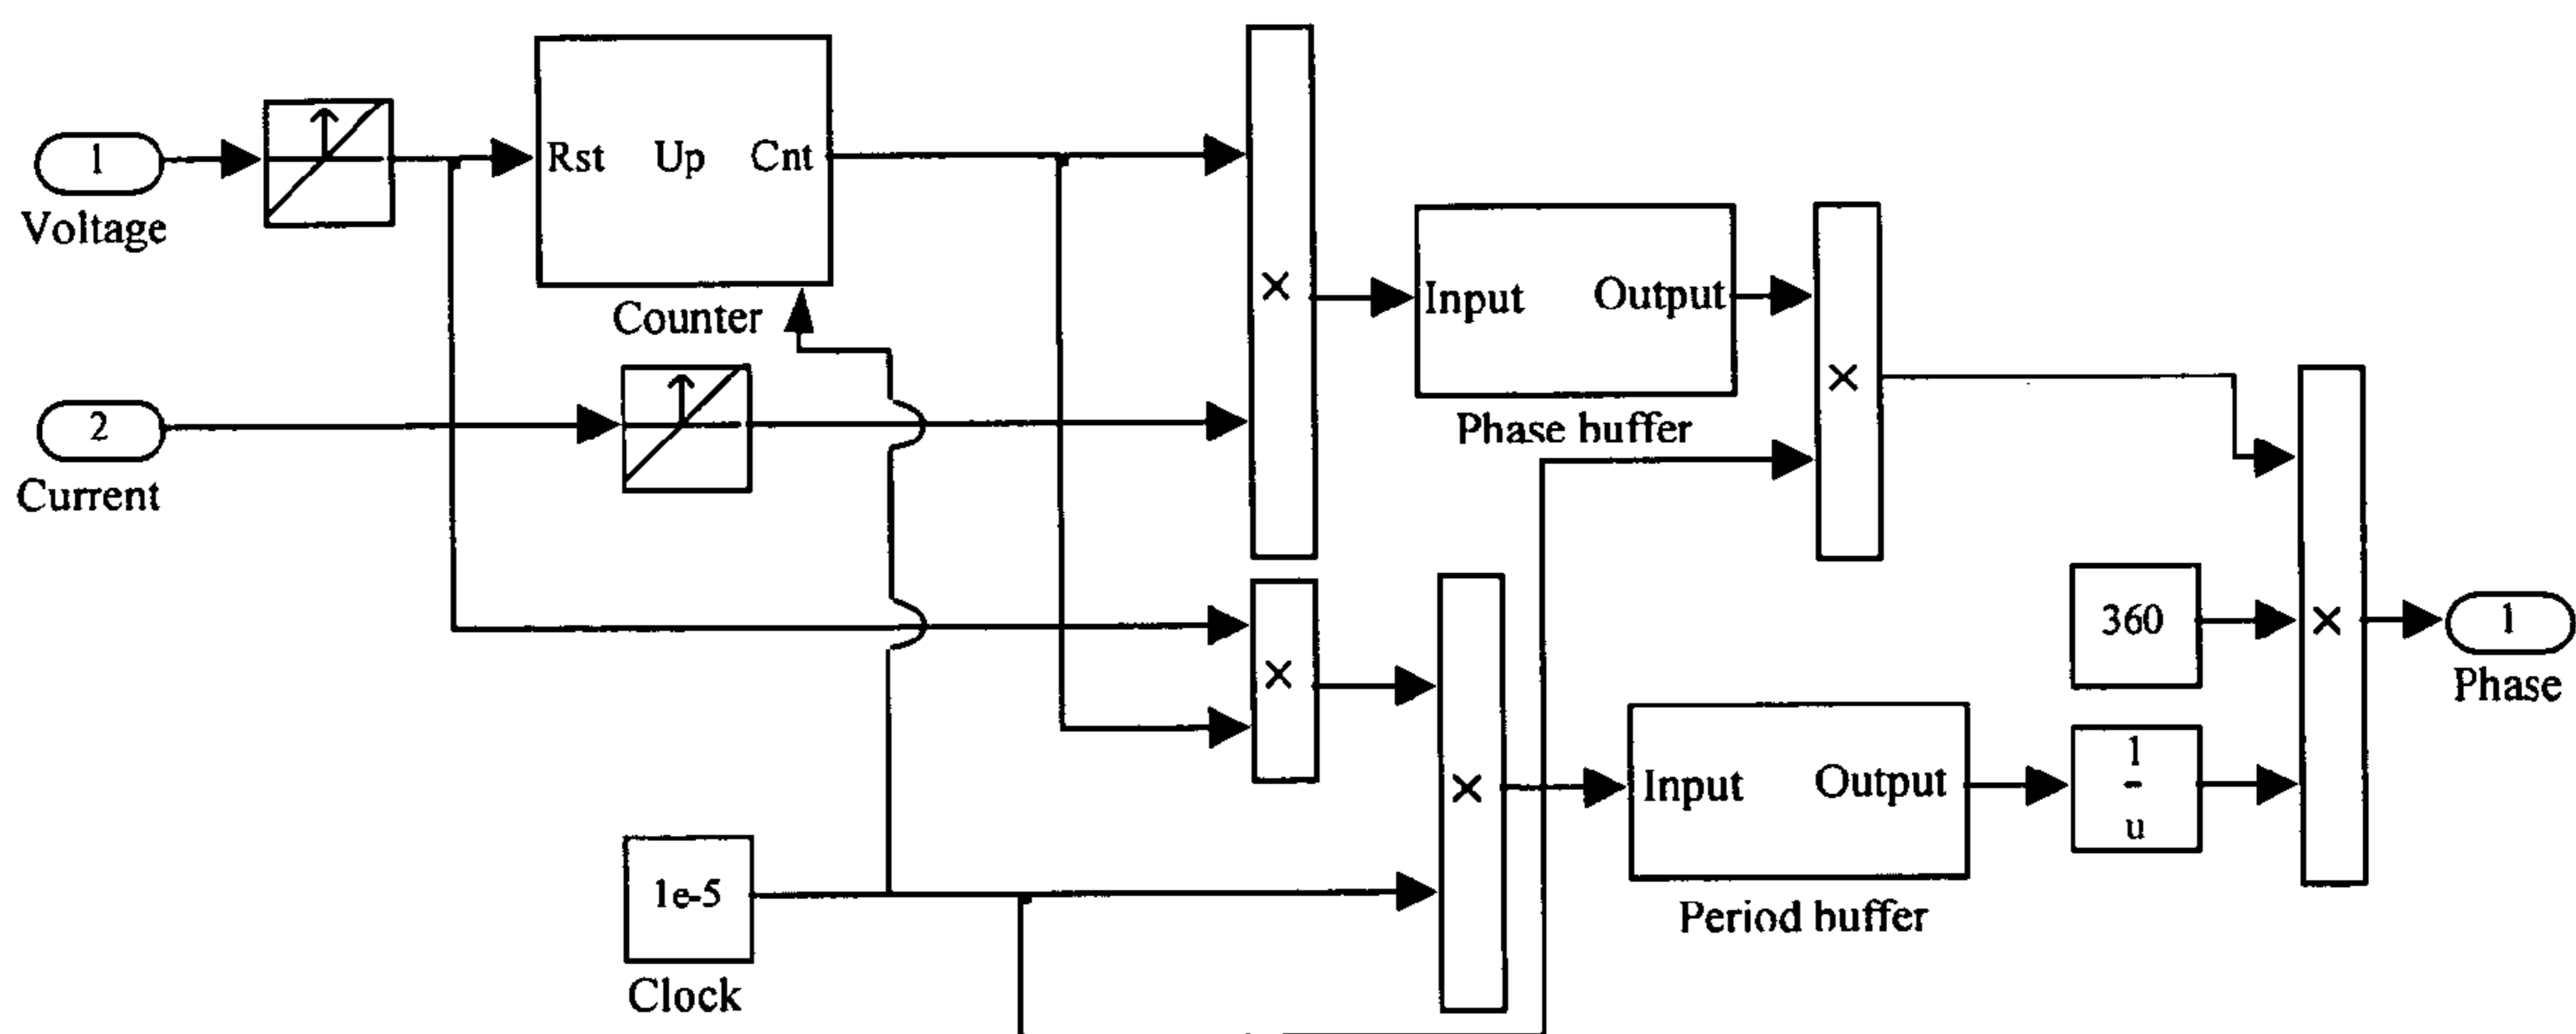 1
Voltage
Rst Up Cnt
Counter
2
Current
×
Input Output
Phase buffer
×
×
×
1e-5
Clock
Input Output
Period buffer
360
1
-
u
×
1
Phase